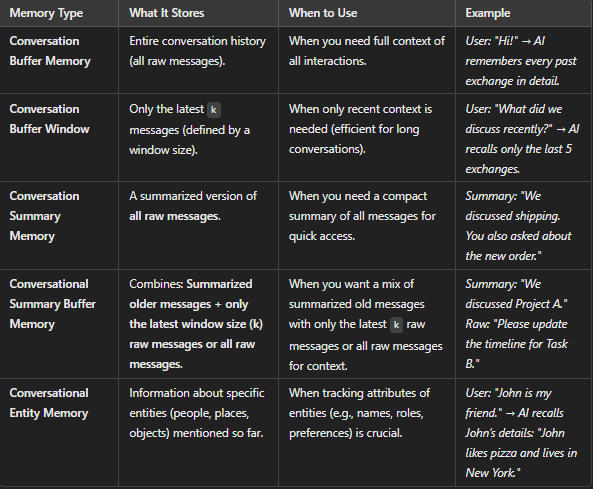 Memory Type What It Stores When to Use Example
Conversation
Buffer Memory
Entire conversation history
(all raw messages).
When you need full context of
all interactions.
User: "Hi!" → AI
remembers every past
exchange in detail.
Conversation
Buffer Window
Only the latest k
messages (defined by a
window size).
When only recent context is
needed (efficient for long
conversations).
User: "What did we
discuss recently?" → AI
recalls only the last 5
exchanges.
Conversation
Summary
Memory
A summarized version of
all raw messages.
When you need a compact
summary of all messages for
quick access.
Summary: "We
discussed shipping.
You also asked about
the new order."
Conversational
Summary Buffer
Memory
Combines: Summarized
older messages + only
the latest window size (k)
raw messages or all raw
messages.
When you want a mix of
summarized old messages
with only the latest k raw
messages or all raw messages
for context.
Summary: "We
discussed Project A."
Raw: "Please update
the timeline for Task
B."
Conversational
Entity Memory
Information about specific
entities (people, places,
objects) mentioned so far.
When tracking attributes of
entities (e.g., names, roles,
preferences) is crucial.
User: "John is my
friend." → AI recalls
John's details: "John
likes pizza and lives in
New York."